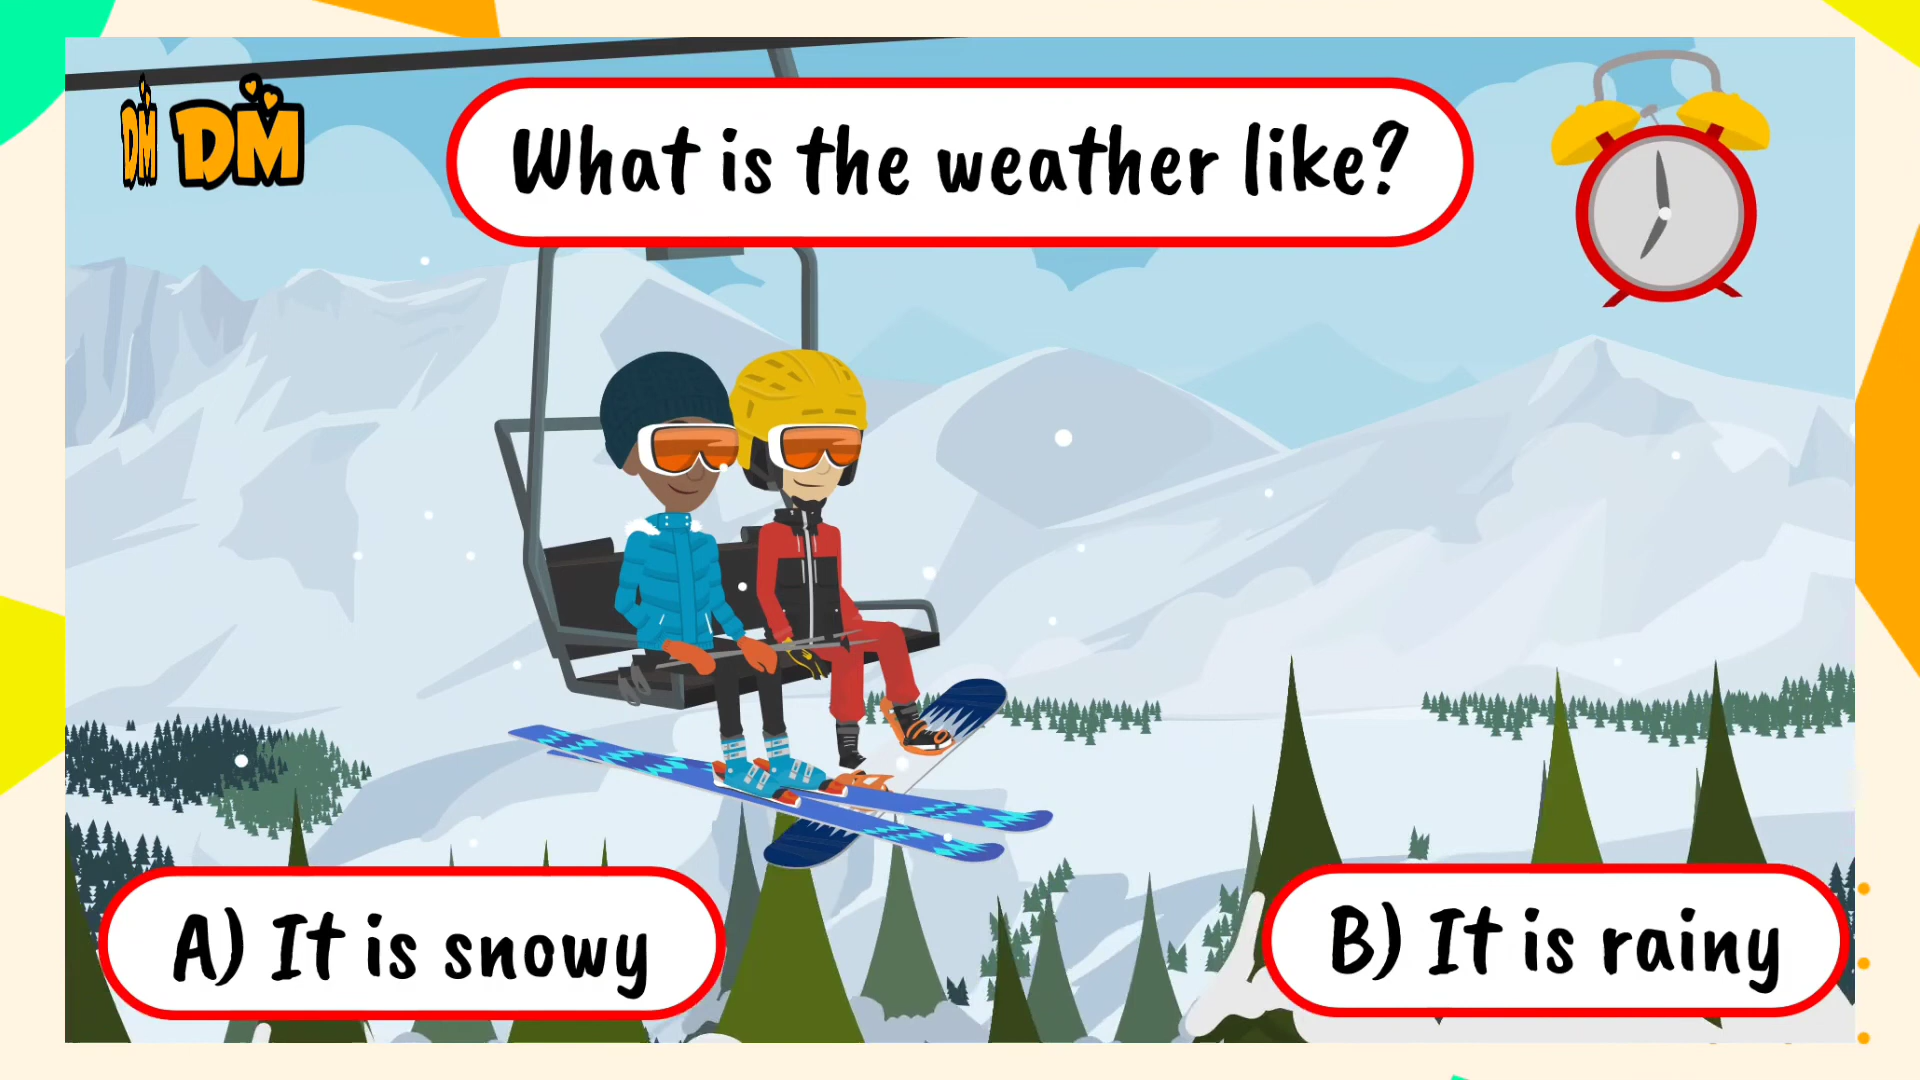 DM DM
What is the weather like?
A) It is snowy
B) It is rainy